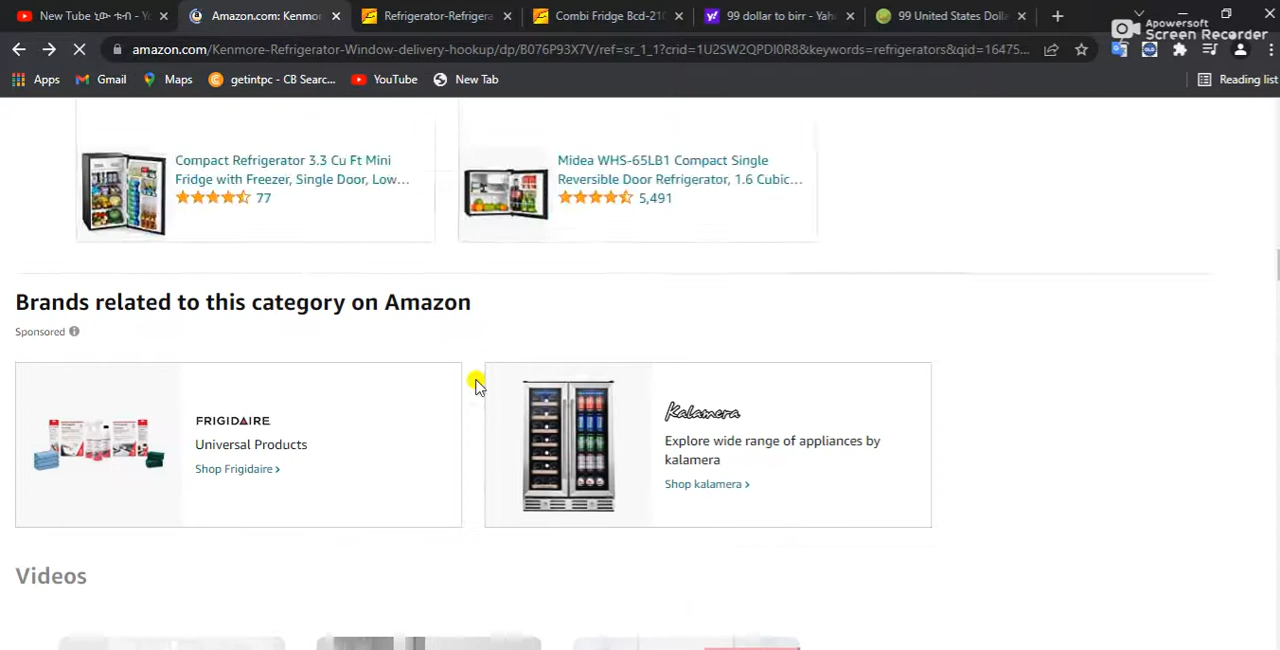 New Tube ነው ጥቁር - Yo
Amazon.com: Kenmo
Refrigerator-Refrigera
Combi Fridge Bcd-210
99 dollar to birr - Yah
99 United States Dolla
Apowersoft
Screen Recorder
amazon.com/Kenmore-Refrigerator-Window-delivery-hookup/dp/B076P93X7V/ref=sr_1_1?crid=1U2SW2QPDI0R8&keywords=refrigerators&qid=16475...
Apps
Gmail
Maps
getintpc - CB Searc...
YouTube
New Tab
Reading list
Compact Refrigerator 3.3 Cu Ft Mini
Fridge with Freezer, Single Door, Low...
77
Midea WHS-65LB1 Compact Single
Reversible Door Refrigerator, 1.6 Cubic...
5,491
Brands related to this category on Amazon
Sponsored
FRIGIDAIRE
Universal Products
Shop Frigidaire ›
Kalamera
Explore wide range of appliances by
kalamera
Shop kalamera ›
Videos